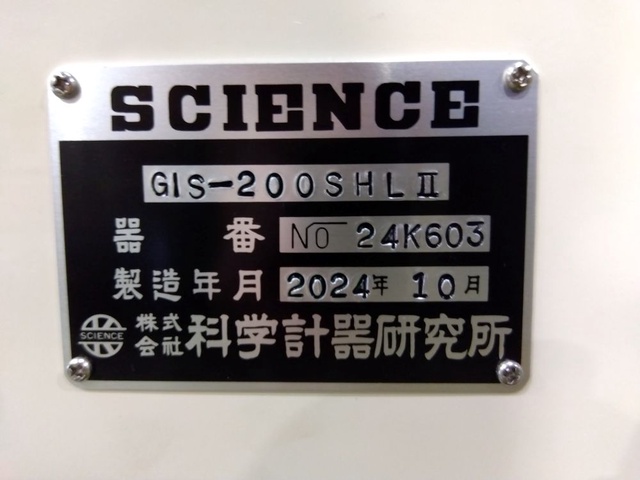 SCIENCE
GIS-200SHLⅡ
器番 NO 24K603
製造年月 2024年 10月
SCIENCE 株式会社 科学計器研究所